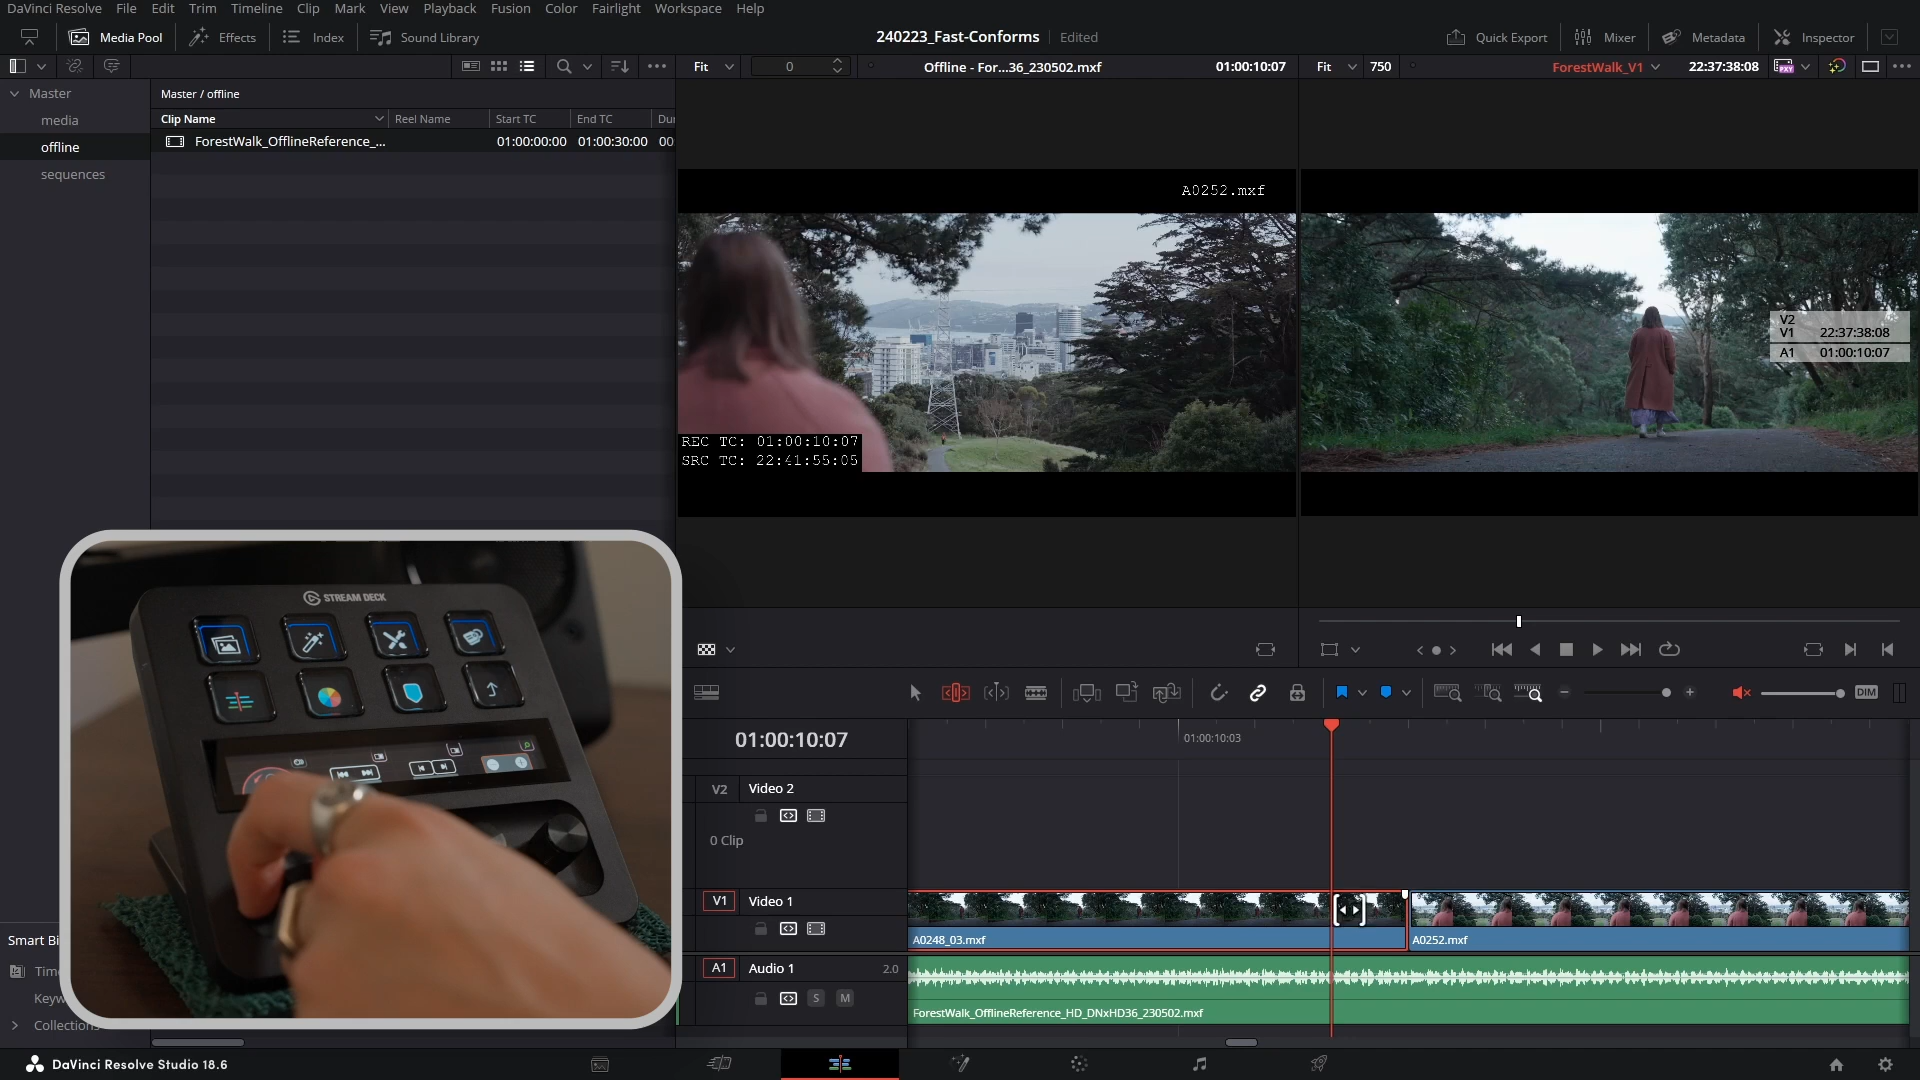 DaVinci Resolve File Edit Trim Timeline Clip Mark View Playback Fusion Color Fairlight Workspace Help
Media Pool Effects Index Sound Library 240223_Fast-Conforms Edited Quick Export Mixer Metadata Inspector
Fit 0 Offline - For...36_230502.mxf 01:00:10:07 Fit 750 ForestWalk_V1 22:37:38:08 PXY
Master Master / offline
media Clip Name Reel Name Start TC End TC Du
offline ForestWalk_OfflineReference_... 01:00:00:00 01:00:30:00 00
sequences
A0252.mxf
V2
V1 22:37:38:08
A1 01:00:10:07
REC TC: 01:00:10:07
SRC TC: 22:41:55:05
STREAM DECK
DIM
01:00:10:07 01:00:10:03
V2 Video 2
0 Clip
V1 Video 1
A0248_03.mxf A0252.mxf
Smart Bi
A1 Audio 1 2.0
Time
Keyw S M
ForestWalk_OfflineReference_HD_DNxHD36_230502.mxf
Collections
DaVinci Resolve Studio 18.6